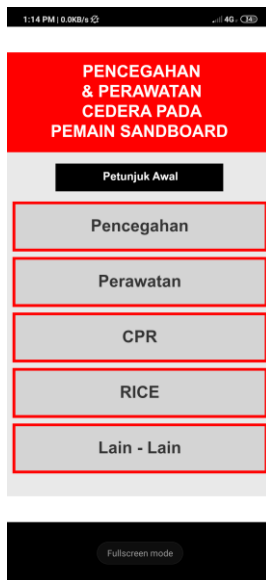 1:14 PM | 0.0KB/s
4G 34
PENCEGAHAN
& PERAWATAN
CEDERA PADA
PEMAIN SANDBOARD
Petunjuk Awal
Pencegahan
Perawatan
CPR
RICE
Lain - Lain
Fullscreen mode